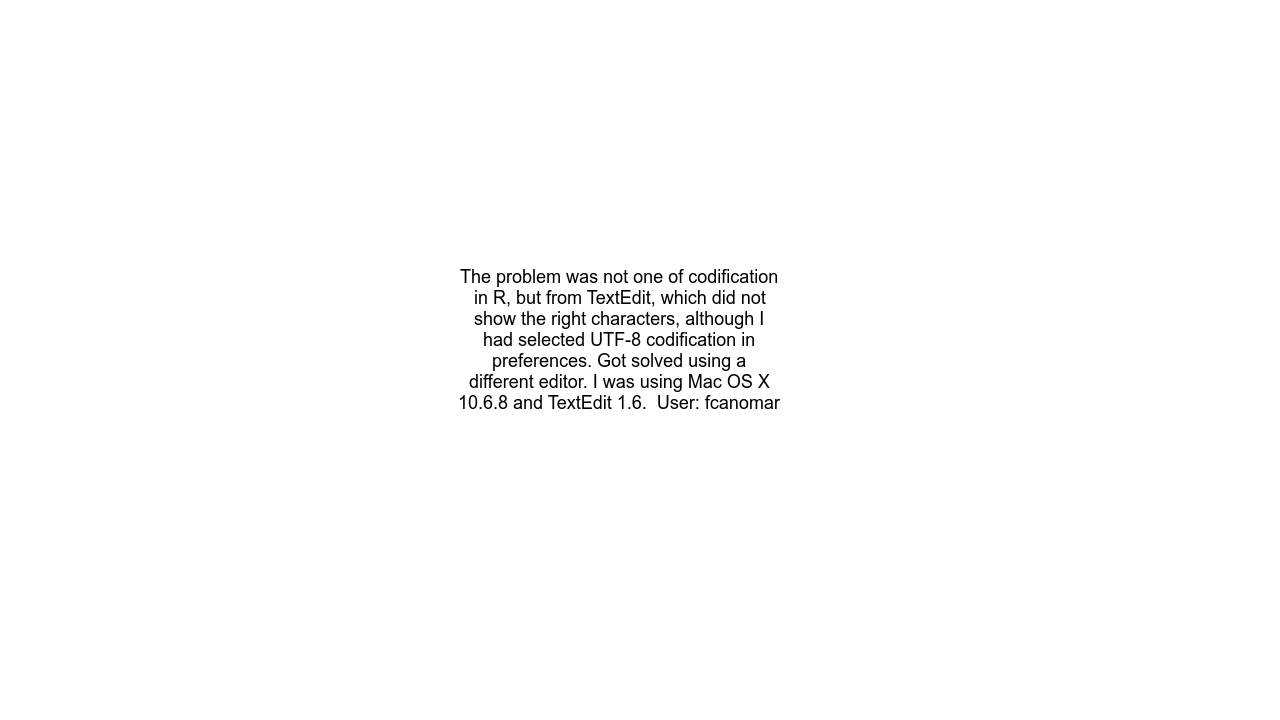 The problem was not one of codification
in R, but from TextEdit, which did not
show the right characters, although I
had selected UTF-8 codification in
preferences. Got solved using a
different editor. I was using Mac OS X
10.6.8 and TextEdit 1.6.  User: fcanomar